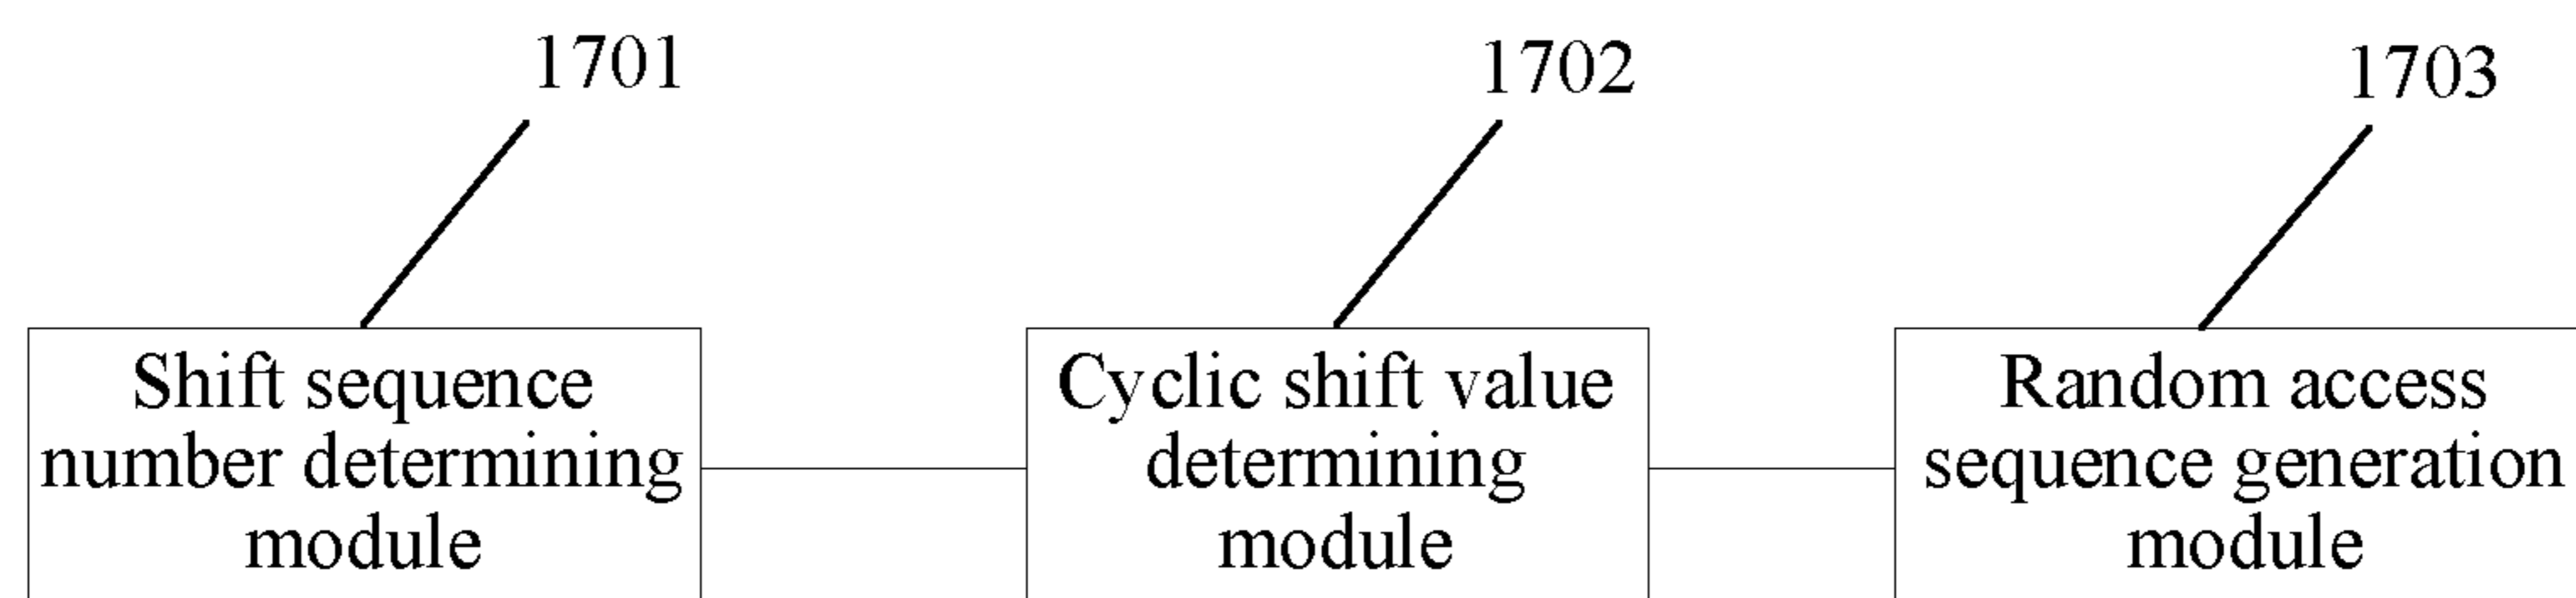 1701
1702
1703
Shift sequence
number determining
module
Cyclic shift value
determining
module
Random access
sequence generation
module